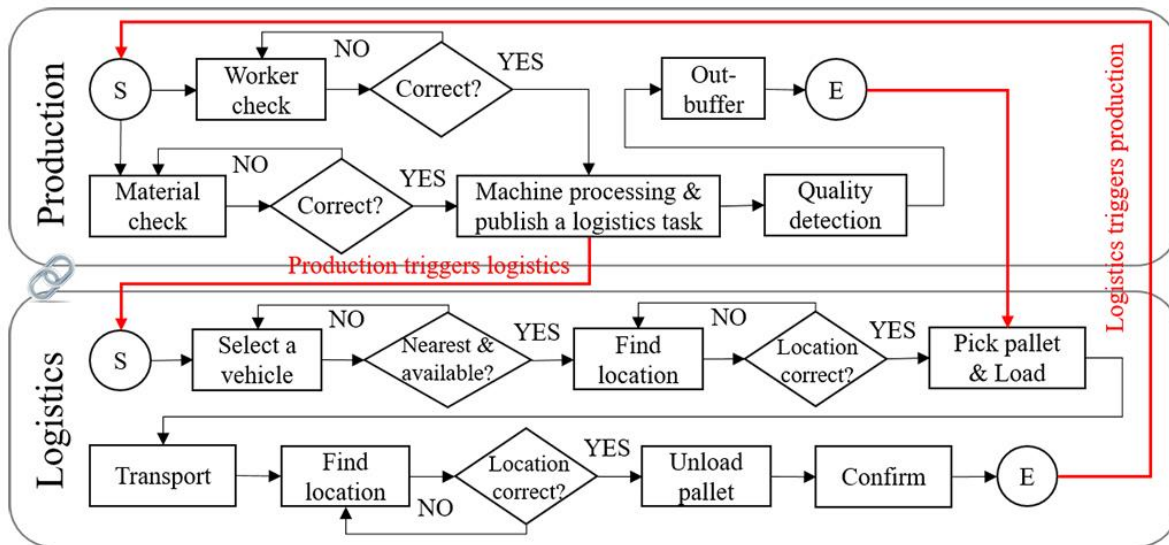 Production
S
Worker
check
NO
Correct?
YES
Out-
buffer
E
Material
check
NO
Correct?
YES
Machine processing &
publish a logistics task
Quality
detection
Production triggers logistics
Logistics triggers production
Logistics
S
Select a
vehicle
NO
Nearest &
available?
YES
Find
location
NO
Location
correct?
YES
Pick pallet
& Load
Transport
Find
location
NO
Location
correct?
YES
Unload
pallet
Confirm
E